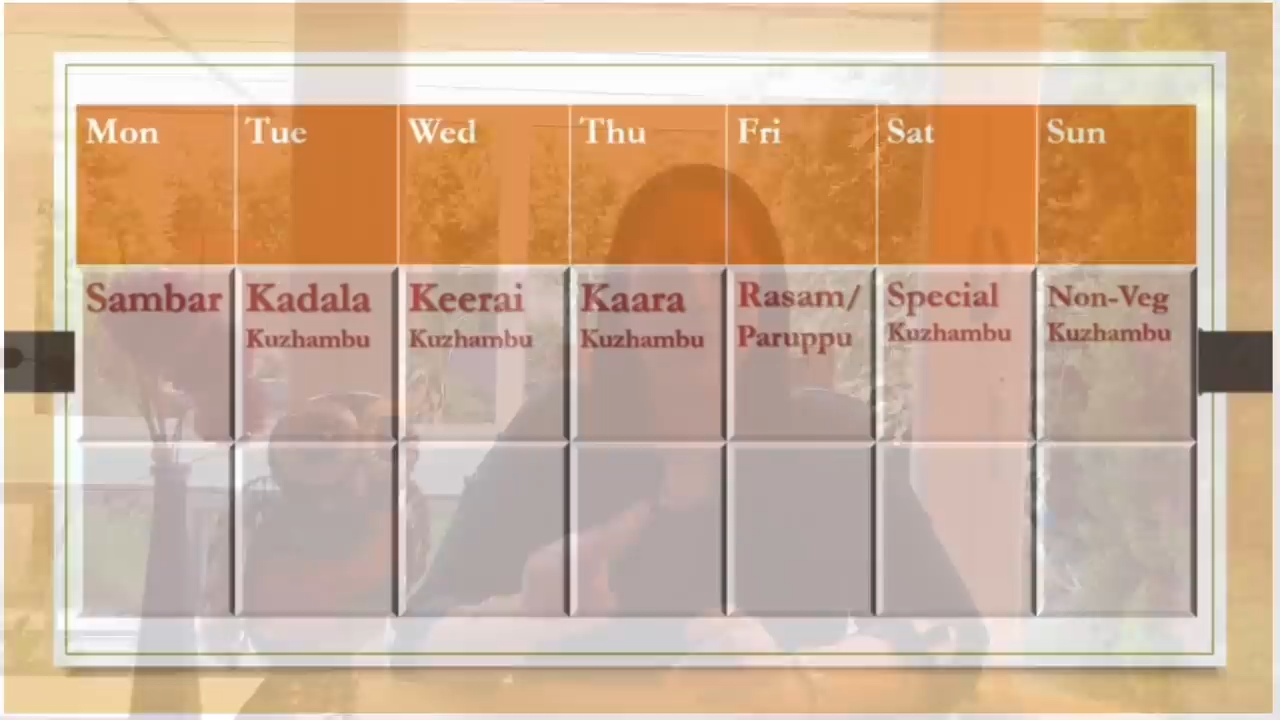 Mon Tue Wed Thu Fri Sat Sun
Sambar Kadala Keerai Kaara Rasam/ Special Non-Veg
Kuzhambu Kuzhambu Kuzhambu Paruppu Kuzhambu Kuzhambu